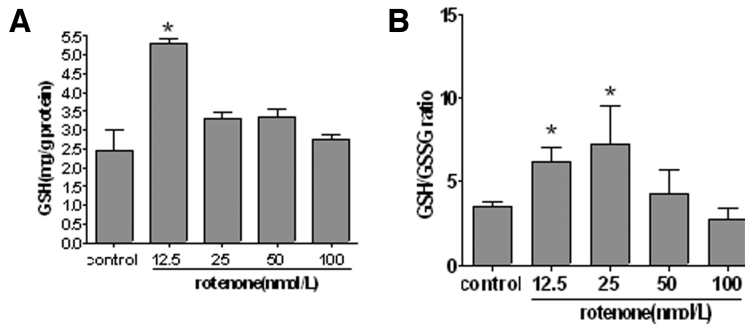 A
GSH(mg/gprotein)
5.5
5.0
4.5
4.0
3.5
3.0
2.5
2.0
1.5
1.0
0.5
0.0
*
control 12.5 25 50 100
rotenone(nmol/L)
B
GSH/GSSG ratio
15
10
5
0
*
*
control 12.5 25 50 100
rotenone(nmol/L)